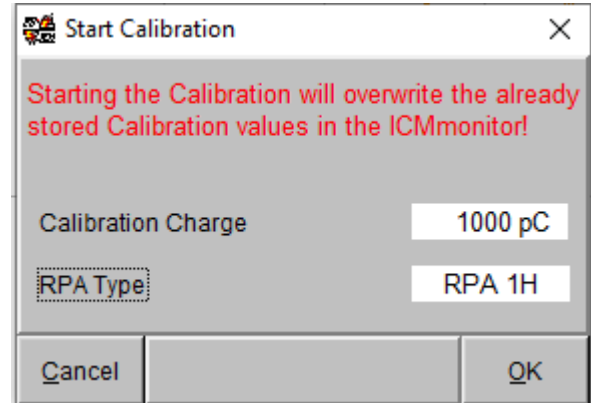 Start Calibration
Starting the Calibration will overwrite the already
stored Calibration values in the ICMmonitor!
Calibration Charge 1000 pC
RPA Type RPA 1H
Cancel OK